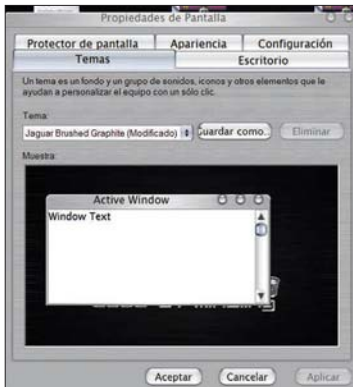 Propiedades de Pantalla
Protector de pantalla Apariencia Configuración
Temas Escritorio
Un tema es un fondo y un grupo de sonidos, iconos y otros elementos que le
ayudan a personalizar el equipo con un sólo clic.
Tema:
Jaguar Brushed Graphite (Modificado) Guardar como... Eliminar
Muestra:
Active Window
Window Text
Aceptar Cancelar Aplicar